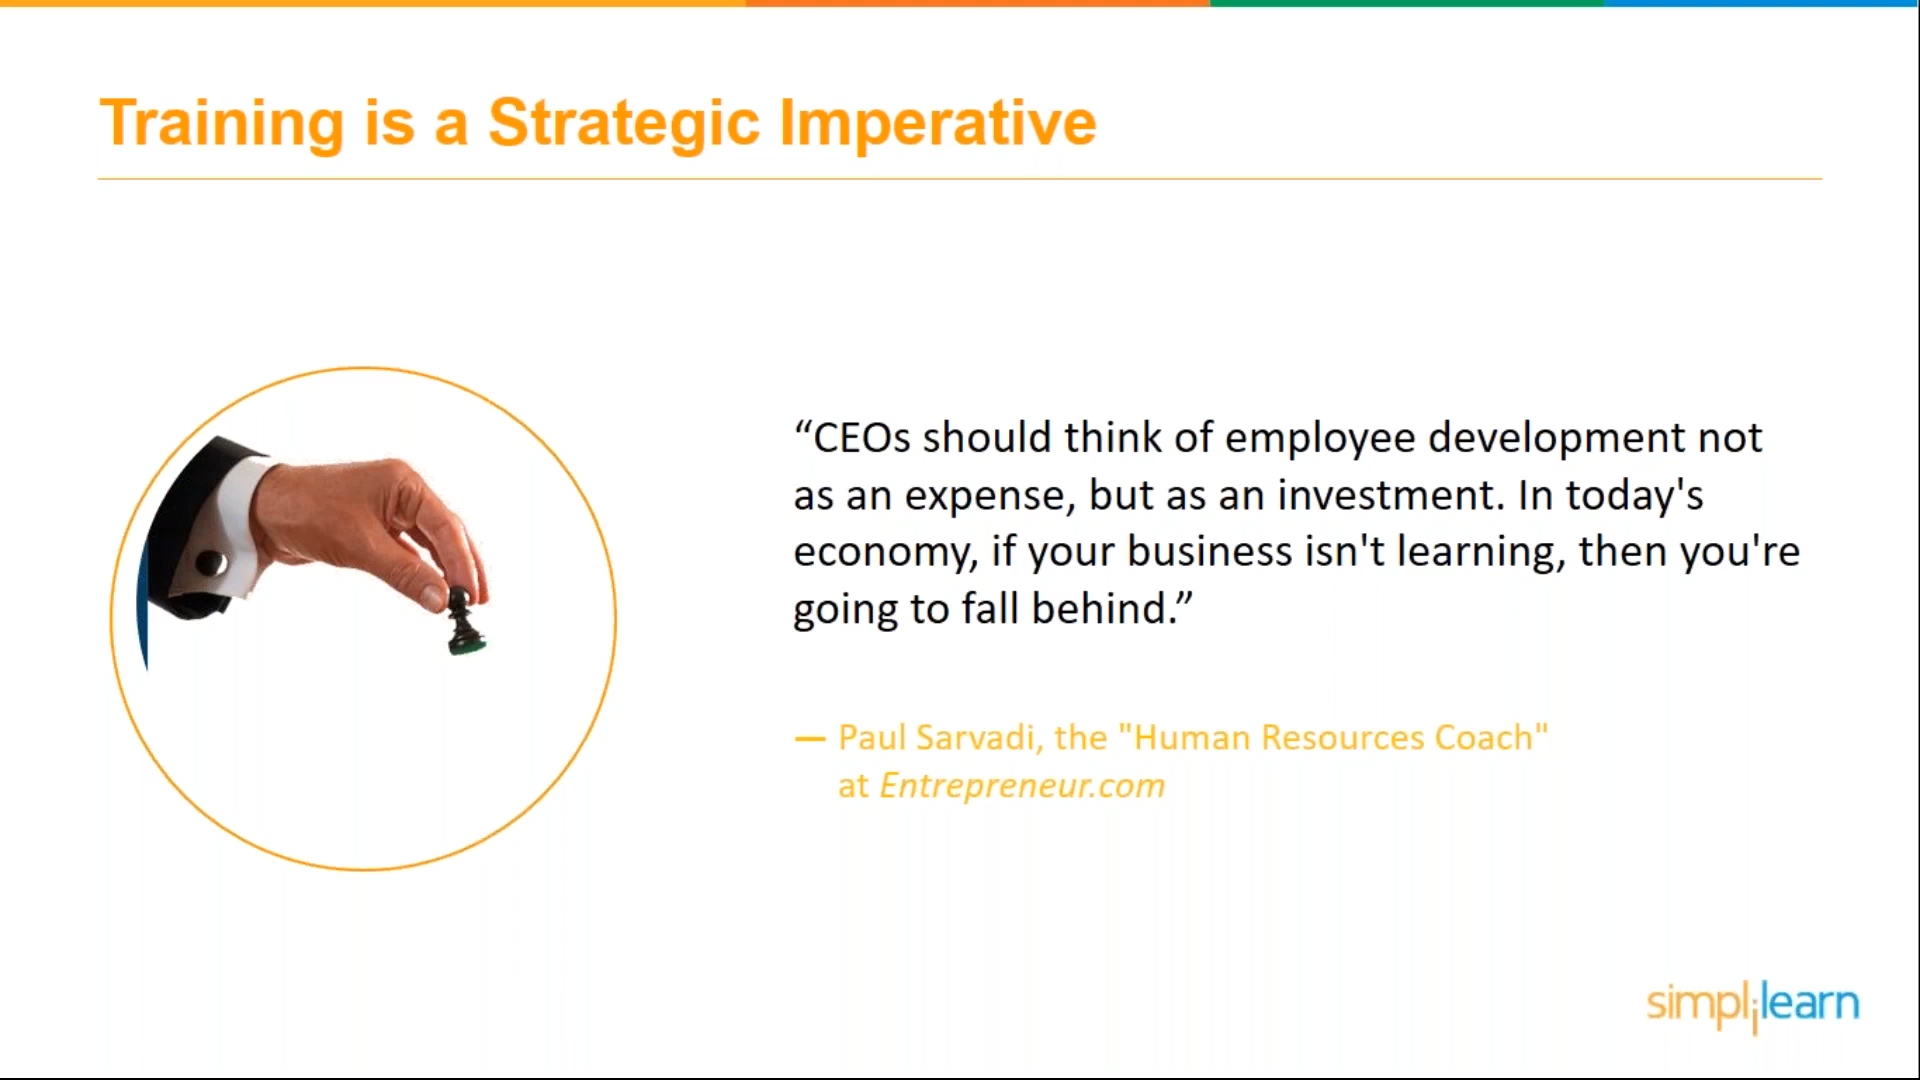 Training is a Strategic Imperative
“CEOs should think of employee development not
as an expense, but as an investment. In today's
economy, if your business isn't learning, then you're
going to fall behind.”
— Paul Sarvadi, the "Human Resources Coach"
at Entrepreneur.com
simplilearn